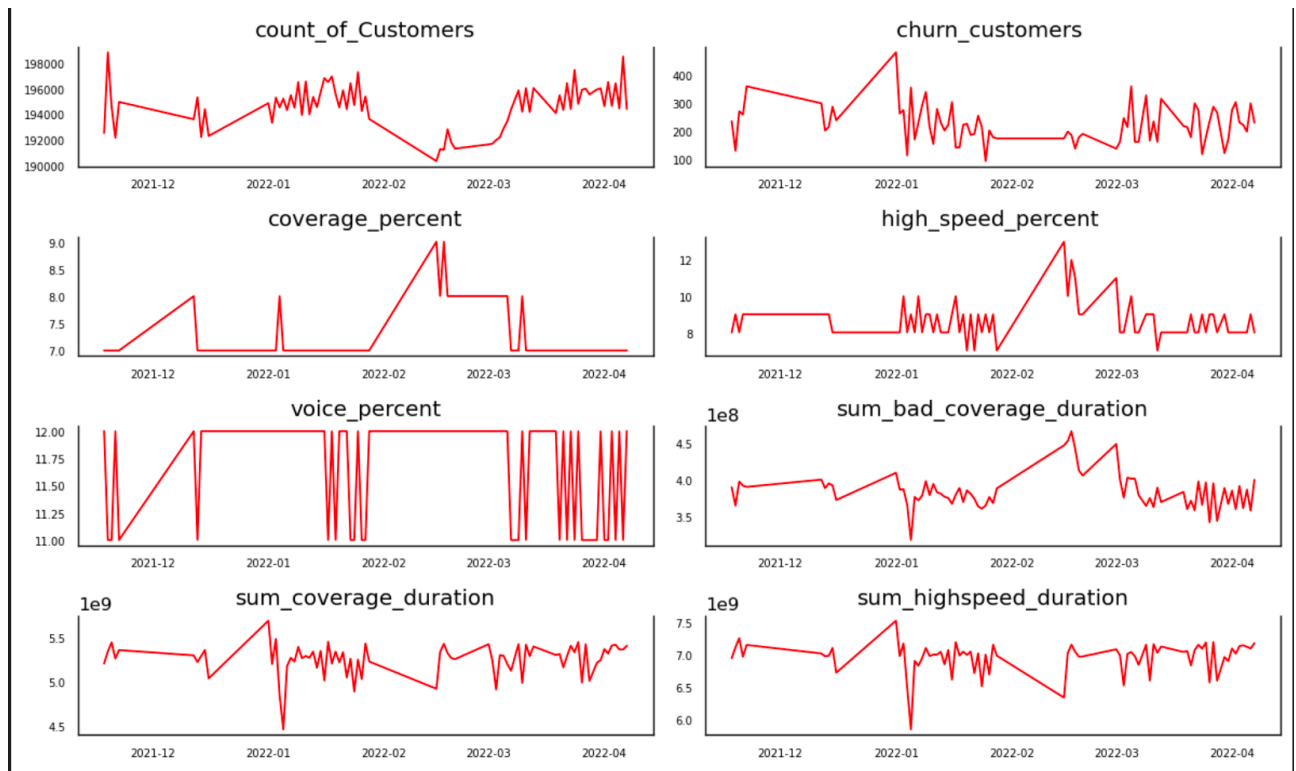 count_of_Customers
198000
196000
194000
192000
190000
2021-12 2022-01 2022-02 2022-03 2022-04
churn_customers
400
300
200
100
2021-12 2022-01 2022-02 2022-03 2022-04
coverage_percent
9.0
8.5
8.0
7.5
7.0
2021-12 2022-01 2022-02 2022-03 2022-04
high_speed_percent
12
10
8
2021-12 2022-01 2022-02 2022-03 2022-04
voice_percent
12.00
11.75
11.50
11.25
11.00
2021-12 2022-01 2022-02 2022-03 2022-04
sum_bad_coverage_duration
1e8
4.5
4.0
3.5
2021-12 2022-01 2022-02 2022-03 2022-04
sum_coverage_duration
1e9
5.5
5.0
4.5
2021-12 2022-01 2022-02 2022-03 2022-04
sum_highspeed_duration
1e9
7.5
7.0
6.5
6.0
2021-12 2022-01 2022-02 2022-03 2022-04